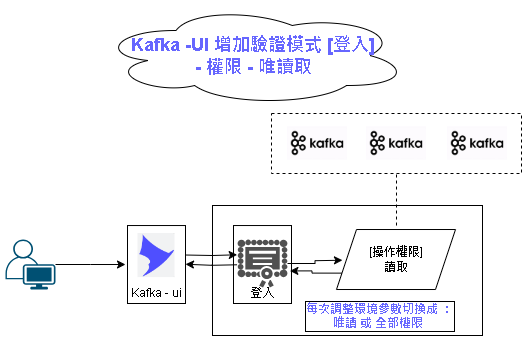 Kafka -UI 增加驗證模式 [登入]
- 權限 - 唯讀取
kafka kafka kafka
[操作權限]
讀取
Kafka - ui
登入
每次調整環境參數切換成 ：
唯讀 或 全部權限